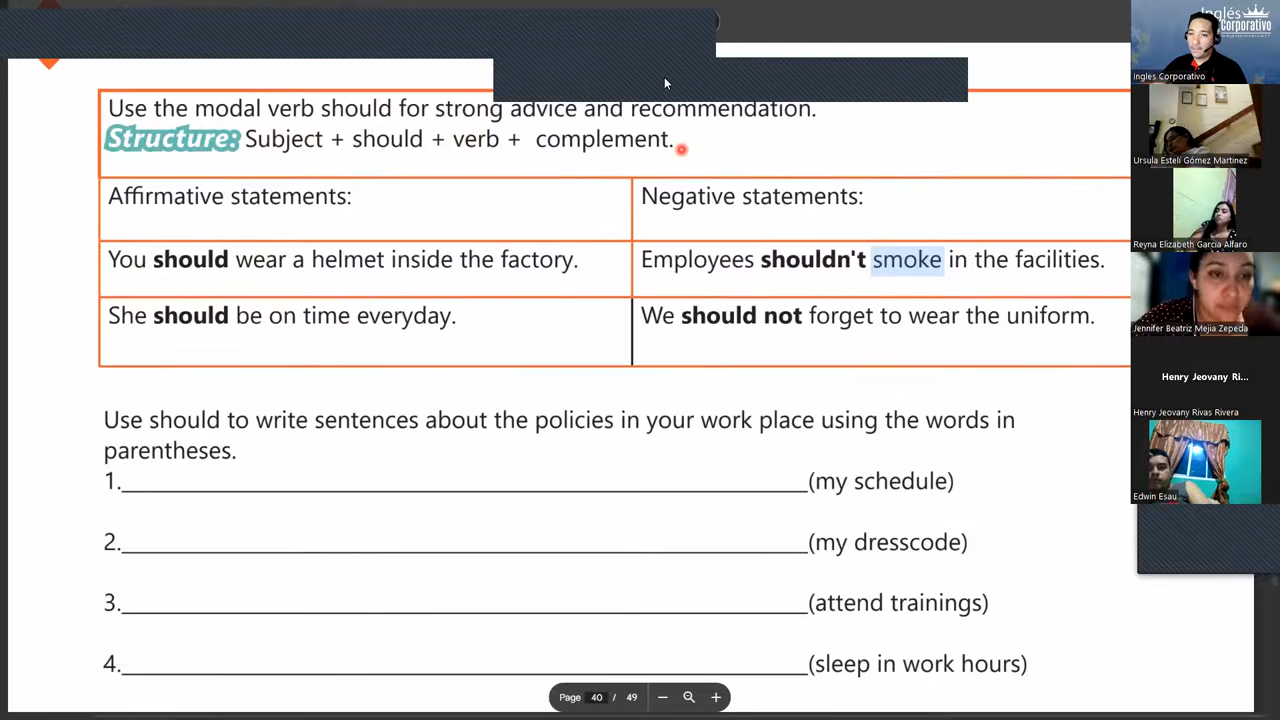 Use the modal verb should for strong advice and recommendation.
Structure: Subject + should + verb + complement.
Affirmative statements:
Negative statements:
You should wear a helmet inside the factory.
Employees shouldn't smoke in the facilities.
She should be on time everyday.
We should not forget to wear the uniform.
Use should to write sentences about the policies in your work place using the words in
parentheses.
1.______________________________(my schedule)
2.______________________________(my dresscode)
3.______________________________(attend trainings)
4.______________________________(sleep in work hours)
Page 40 / 49
Inglés
Corporativo
Ingles Corporativo
Ursula Estelí Gómez Martinez
Reyna Elizabeth Garcia Alfaro
Jennifer Beatriz Mejia Zepeda
Henry Jeovany Ri...
Henry Jeovany Rivas Rivera
Edwin Esau